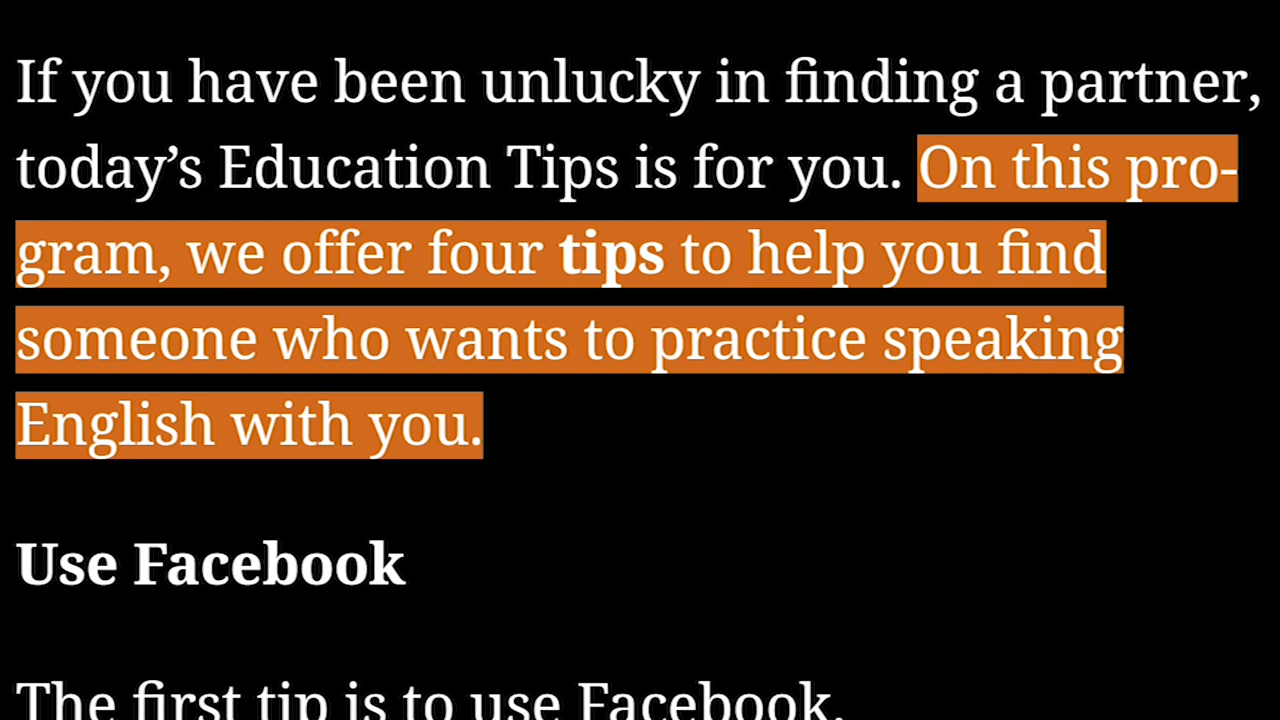 If you have been unlucky in finding a partner,
today’s Education Tips is for you. On this pro-
gram, we offer four tips to help you find
someone who wants to practice speaking
English with you.
Use Facebook
The first tip is to use Facebook.